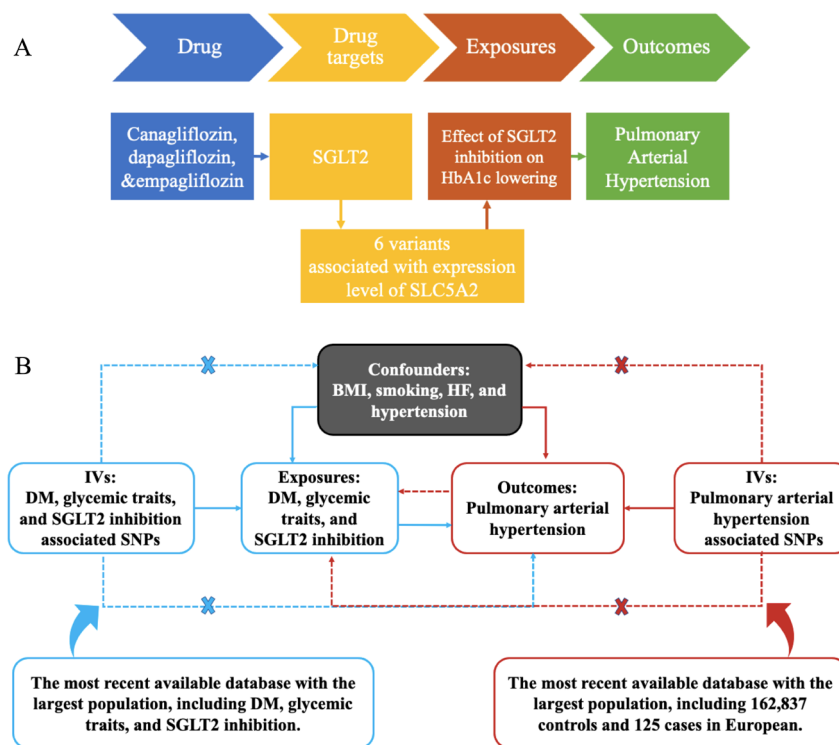 A
Drug
Drug
targets
Exposures
Outcomes
Canagliflozin,
dapagliflozin,
&empagliflozin
SGLT2
Effect of SGLT2
inhibition on
HbA1c lowering
Pulmonary
Arterial
Hypertension
6 variants
associated with expression
level of SLC5A2
B
Confounders:
BMI, smoking, HF, and
hypertension
IVs:
DM, glycemic traits,
and SGLT2 inhibition
associated SNPs
Exposures:
DM, glycemic
traits, and
SGLT2 inhibition
Outcomes:
Pulmonary arterial
hypertension
IVs:
Pulmonary arterial
hypertension
associated SNPs
The most recent available database with the
largest population, including DM, glycemic
traits, and SGLT2 inhibition.
The most recent available database with the
largest population, including 162,837
controls and 125 cases in European.